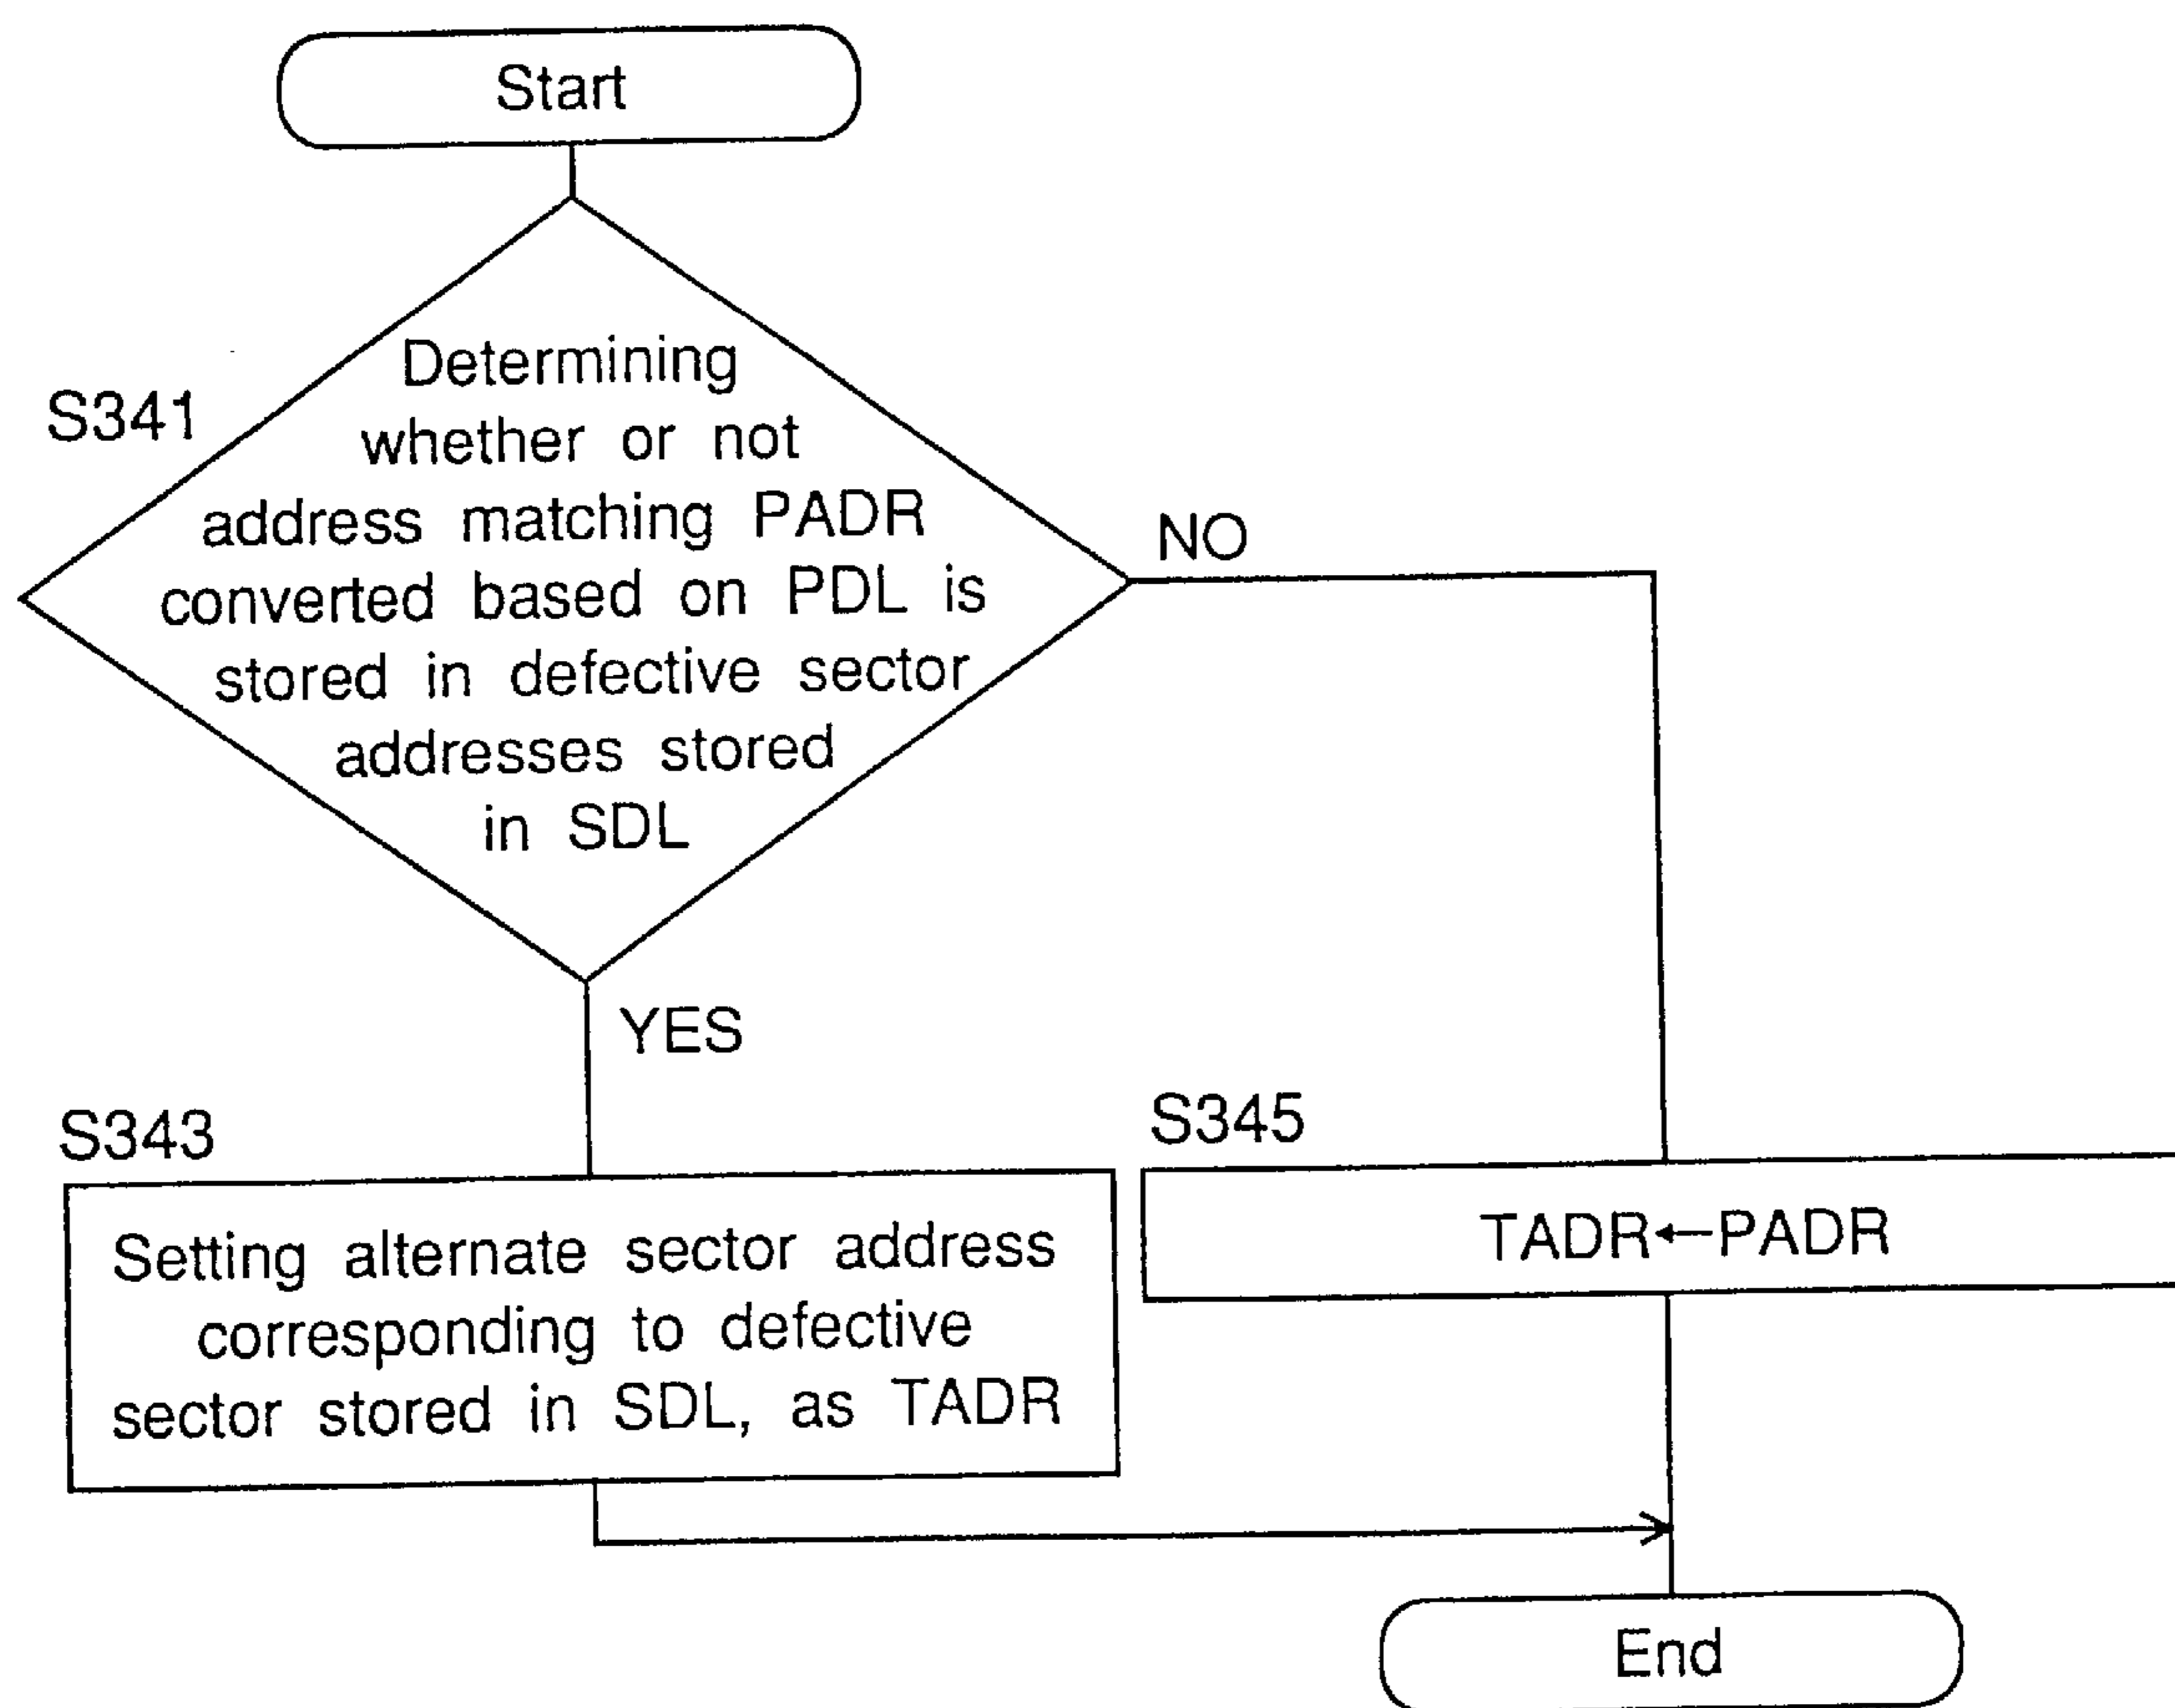 Start
S341
Determining
whether or not
address matching PADR
converted based on PDL is
stored in defective sector
addresses stored
in SDL
NO
YES
S343
Setting alternate sector address
corresponding to defective
sector stored in SDL, as TADR
S345
TADR←PADR
End